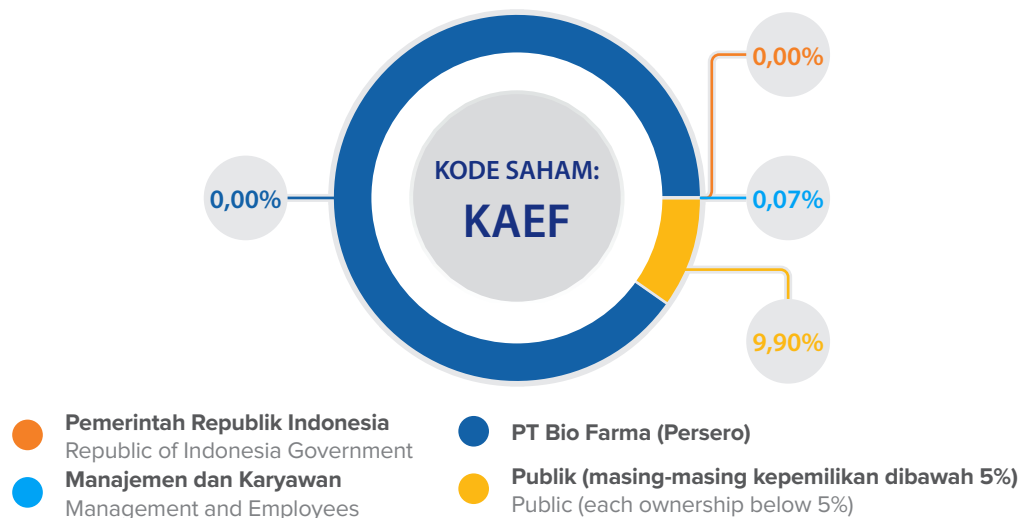 0,00%
0,00%
KODE SAHAM:
KAEF
0,07%
9,90%
Pemerintah Republik Indonesia
Republic of Indonesia Government
Manajemen dan Karyawan
Management and Employees
PT Bio Farma (Persero)
Publik (masing-masing kepemilikan dibawah 5%)
Public (each ownership below 5%)